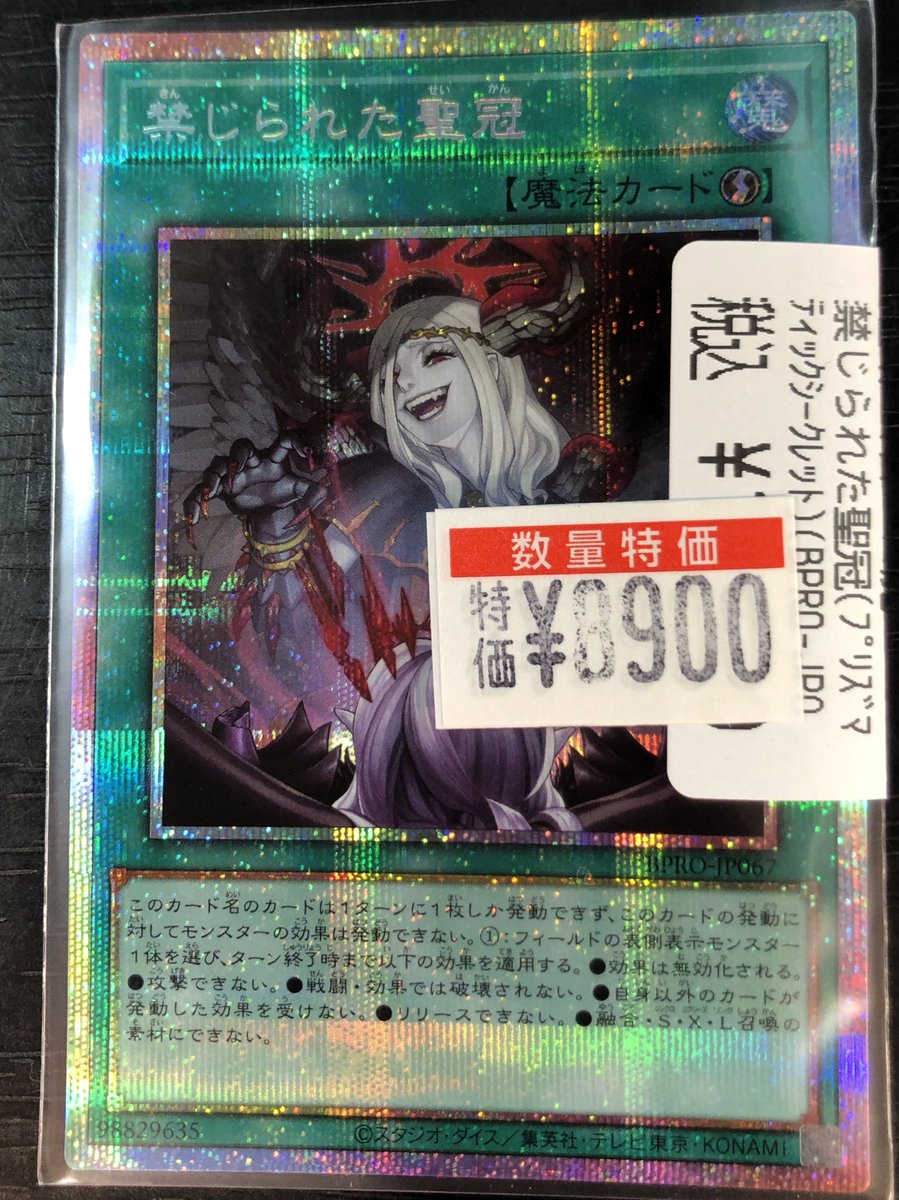 禁じられた聖冠
魔
【魔法カード】
禁じられた聖冠(プリズマ
ティックシークレット)(BPRO-JP0
税込 ¥
数量特価
特価 ¥8900
BPRO-JP067
このカード名のカードは1ターンに1枚しか発動できず、このカードの発動に
対してモンスターの効果は発動できない。①：フィールドの表側表示モンスター
1体を選び、ターン終了時まで以下の効果を適用する。●効果は無効化される。
●攻撃できない。●戦闘・効果では破壊されない。●自身以外のカードが
発動した効果を受けない。●リリースできない。●融合・S・X・L召喚の
素材にできない。
98829635
©スタジオ・ダイス／集英社・テレビ東京・KONAMI